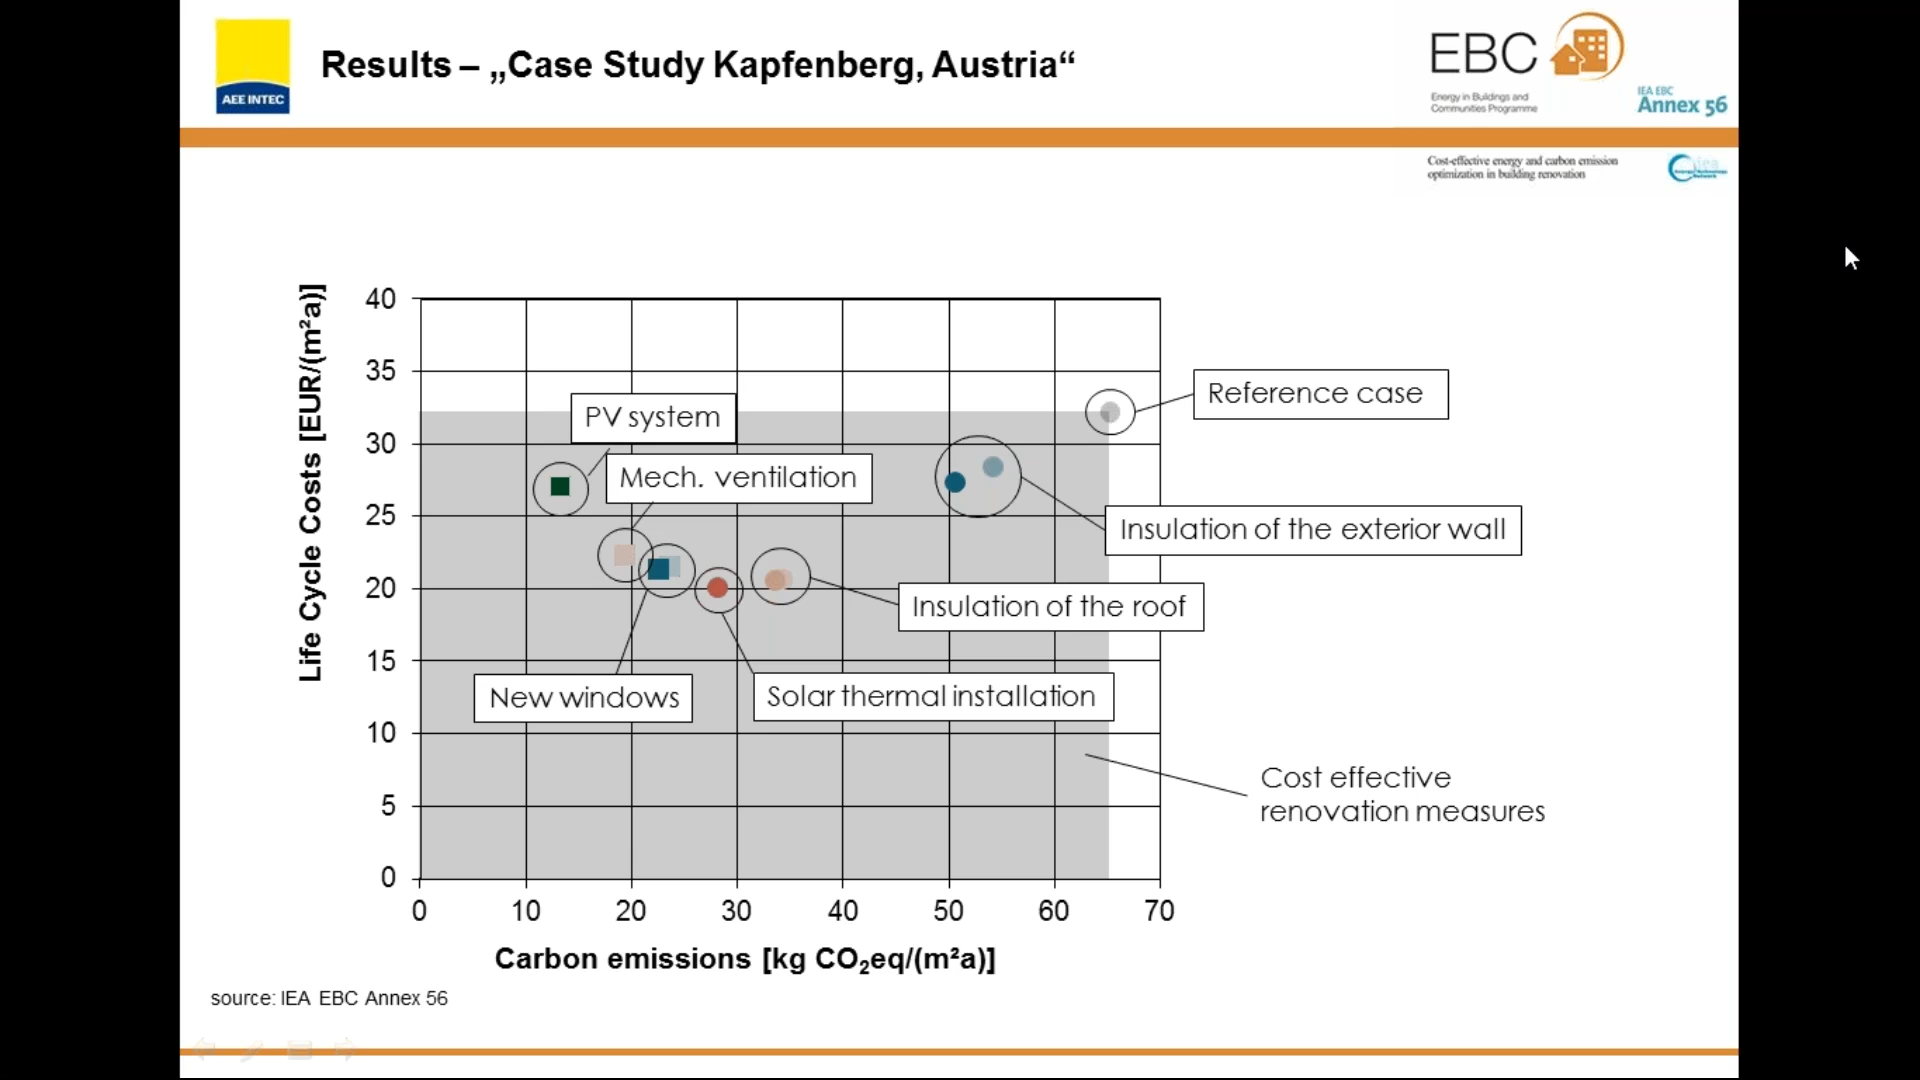 AEE INTEC
Results – „Case Study Kapfenberg, Austria“
EBC
Energy in Buildings and
Communities Programme
IEA EBC
Annex 56
Cost-effective energy and carbon emission
optimization in building renovation
iea
Life Cycle Costs [EUR/(m²a)]
40
35
30
25
20
15
10
5
0
PV system
Mech. ventilation
Reference case
Insulation of the exterior wall
Insulation of the roof
New windows
Solar thermal installation
Cost effective
renovation measures
0 10 20 30 40 50 60 70
Carbon emissions [kg CO₂eq/(m²a)]
source: IEA EBC Annex 56